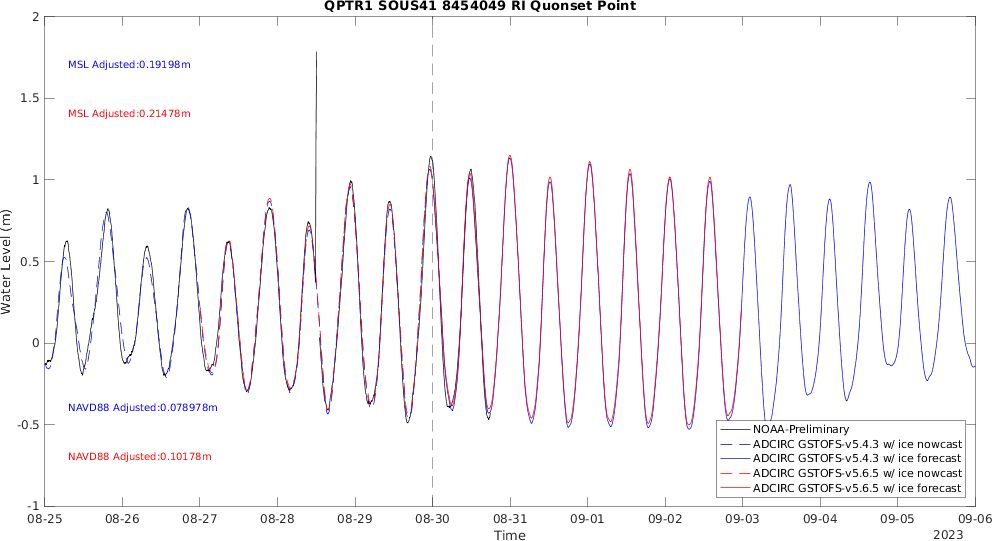 QPTR1 SOUS41 8454049 RI Quonset Point
2
1.5
1
0.5
0
-0.5
-1
Water Level (m)
MSL Adjusted:0.19198m
MSL Adjusted:0.21478m
NAVD88 Adjusted:0.078978m
NAVD88 Adjusted:0.10178m
NOAA-Preliminary
ADCIRC GSTOFS-v5.4.3 w/ ice nowcast
ADCIRC GSTOFS-v5.4.3 w/ ice forecast
ADCIRC GSTOFS-v5.6.5 w/ ice nowcast
ADCIRC GSTOFS-v5.6.5 w/ ice forecast
08-25 08-26 08-27 08-28 08-29 08-30 08-31 09-01 09-02 09-03 09-04 09-05 09-06
Time
2023